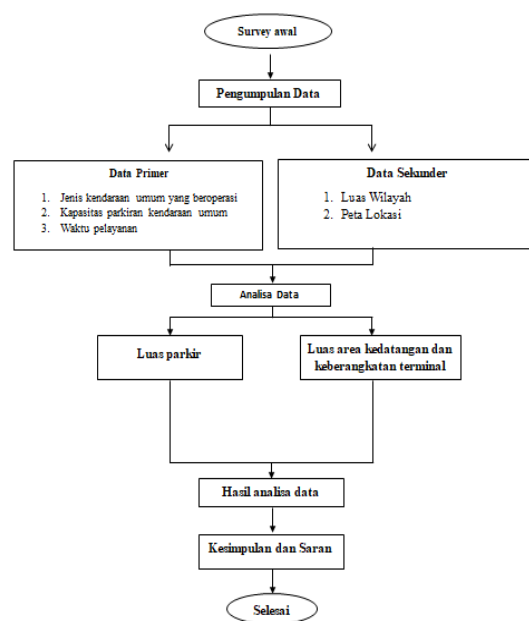 Survey awal
Pengumpulan Data
Data Primer
1. Jenis kendaraan umum yang beroperasi
2. Kapasitas parkiran kendaraan umum
3. Waktu pelayanan
Data Sekunder
1. Luas Wilayah
2. Peta Lokasi
Analisa Data
Luas parkir
Luas area kedatangan dan
keberangkatan terminal
Hasil analisa data
Kesimpulan dan Saran
Selesai